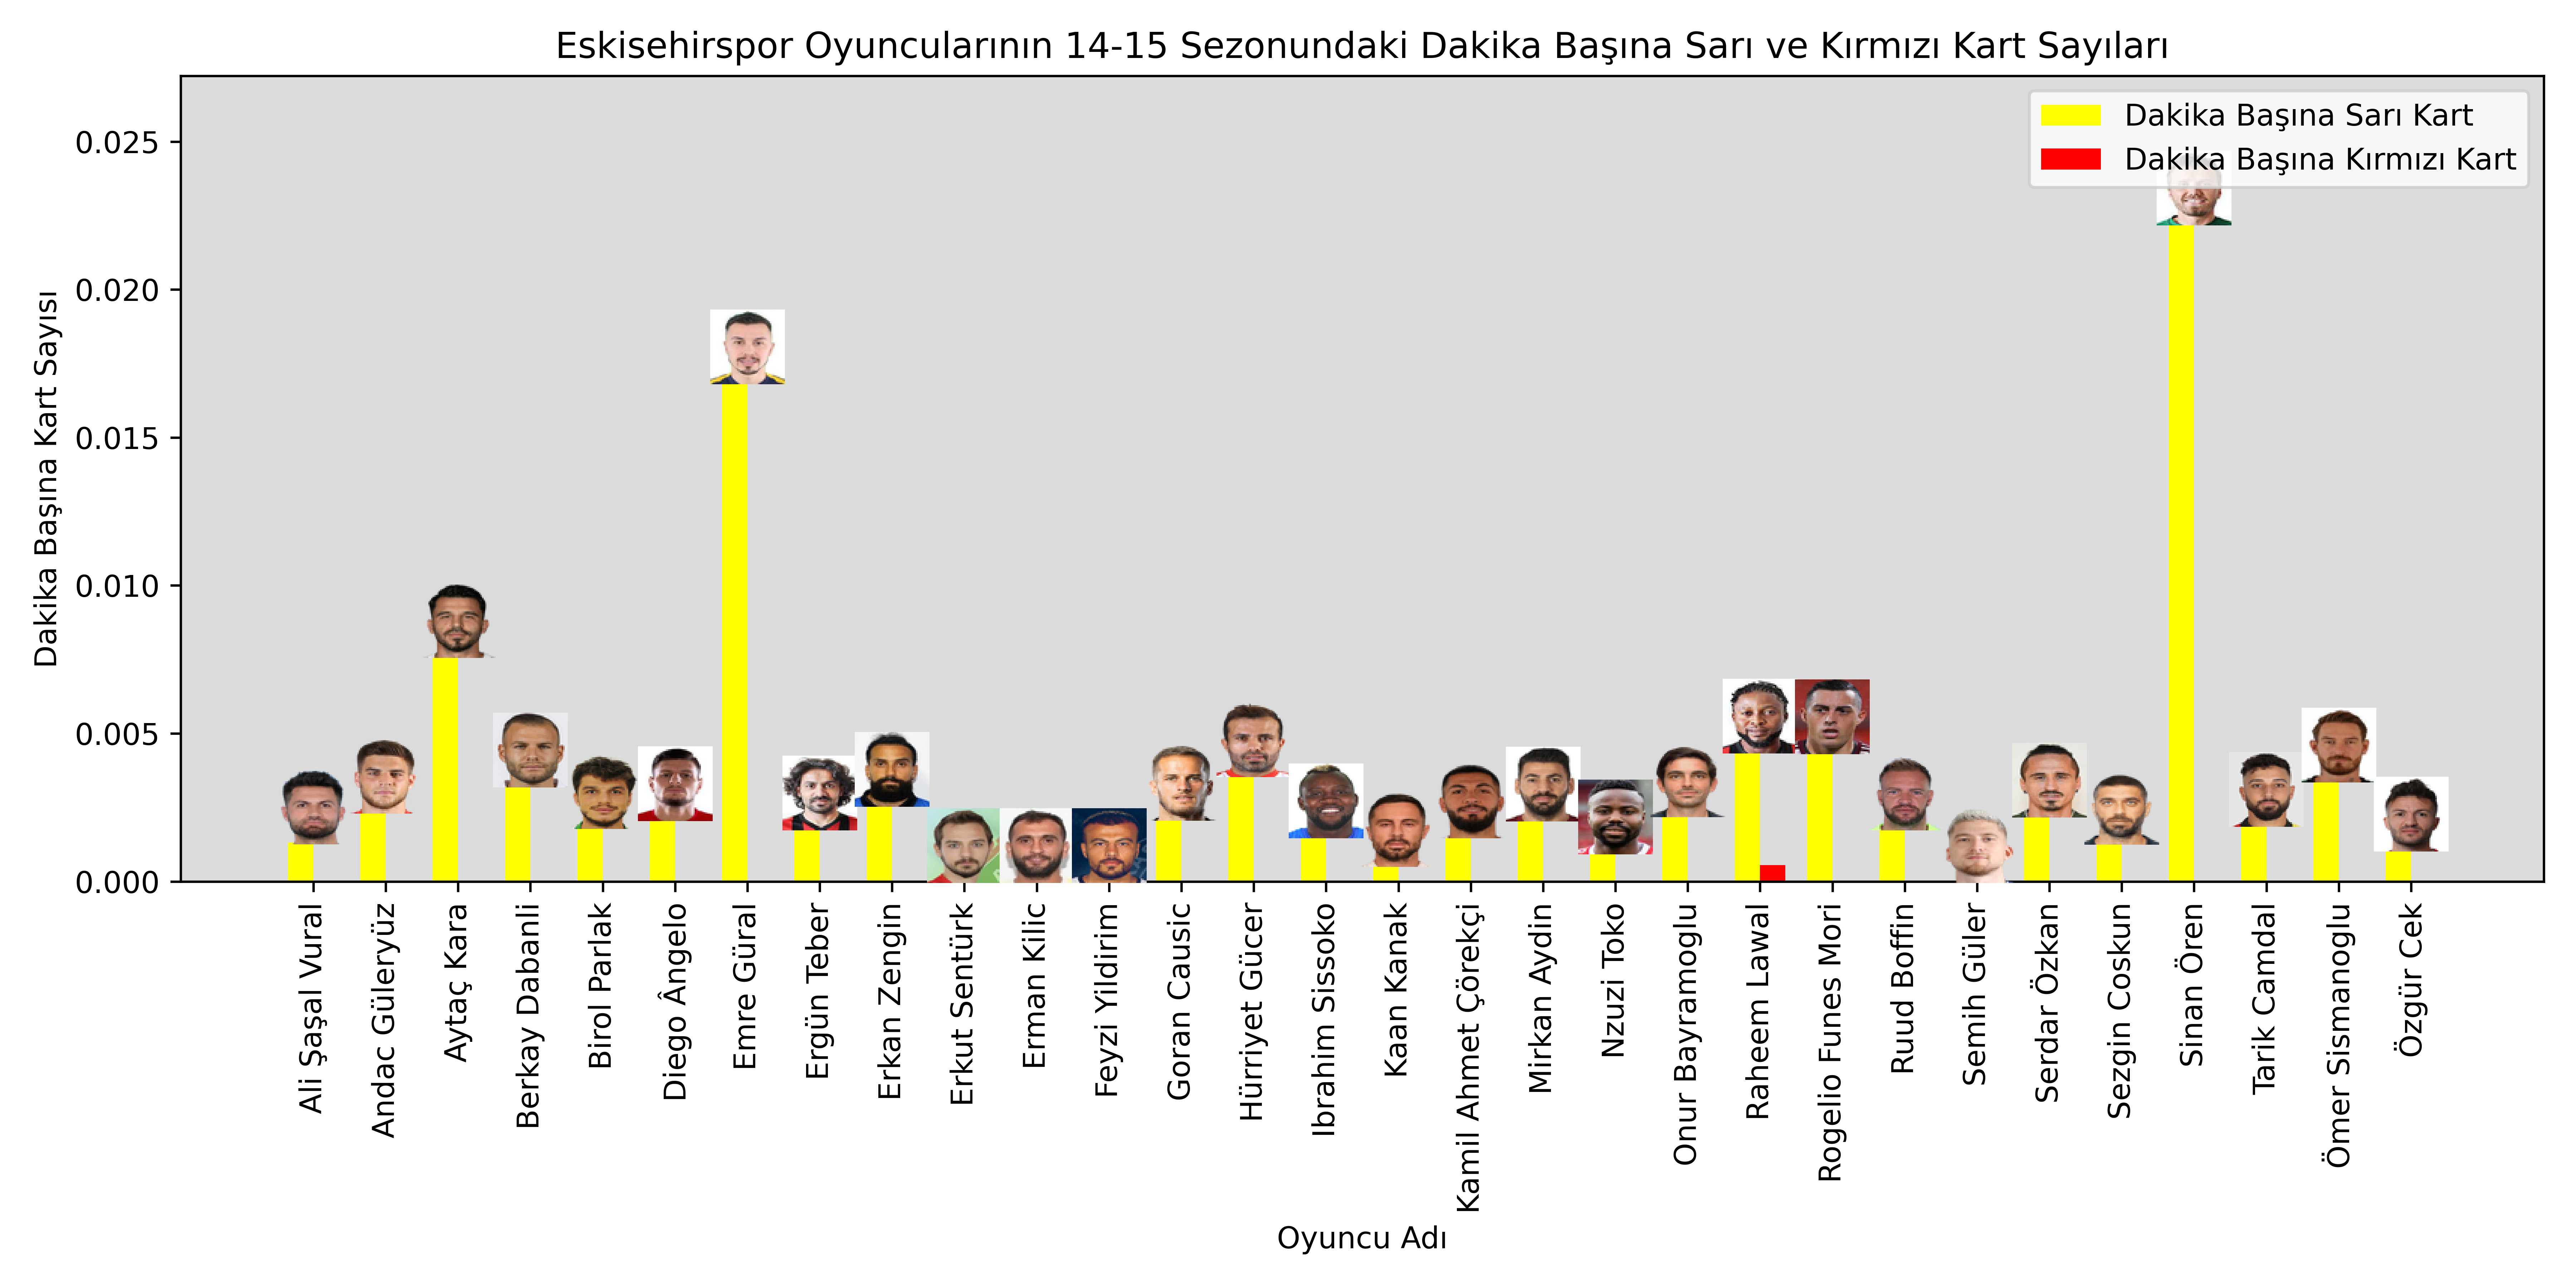 Eskisehirspor Oyuncularının 14-15 Sezonundaki Dakika Başına Sarı ve Kırmızı Kart Sayıları
Dakika Başına Sarı Kart
Dakika Başına Kırmızı Kart
Dakika Başına Kart Sayısı
0.025
0.020
0.015
0.010
0.005
0.000
Ali Şaşal Vural
Andac Güleryüz
Aytaç Kara
Berkay Dabanli
Birol Parlak
Diego Ângelo
Emre Güral
Ergün Teber
Erkan Zengin
Erkut Sentürk
Erman Kilic
Feyzi Yildirim
Goran Causic
Hürriyet Gücer
Ibrahim Sissoko
Kaan Kanak
Kamil Ahmet Çörekçi
Mirkan Aydin
Nzuzi Toko
Onur Bayramoglu
Raheem Lawal
Rogelio Funes Mori
Ruud Boffin
Semih Güler
Serdar Özkan
Sezgin Coskun
Sinan Ören
Tarik Camdal
Ömer Sismanoglu
Özgür Cek
Oyuncu Adı